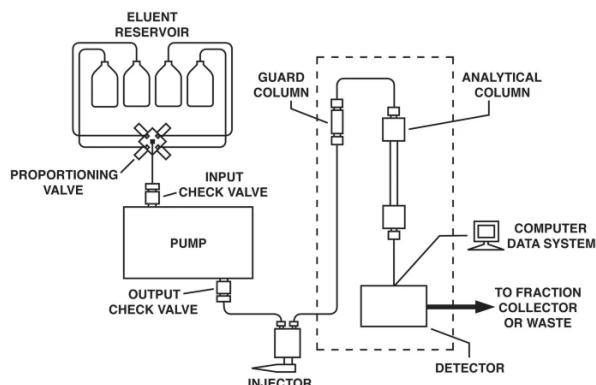 ELUENT
RESERVOIR
GUARD
COLUMN
ANALYTICAL
COLUMN
PROPORTIONING
VALVE
INPUT
CHECK VALVE
PUMP
COMPUTER
DATA SYSTEM
OUTPUT
CHECK VALVE
TO FRACTION
COLLECTOR
OR WASTE
DETECTOR
INJECTOR